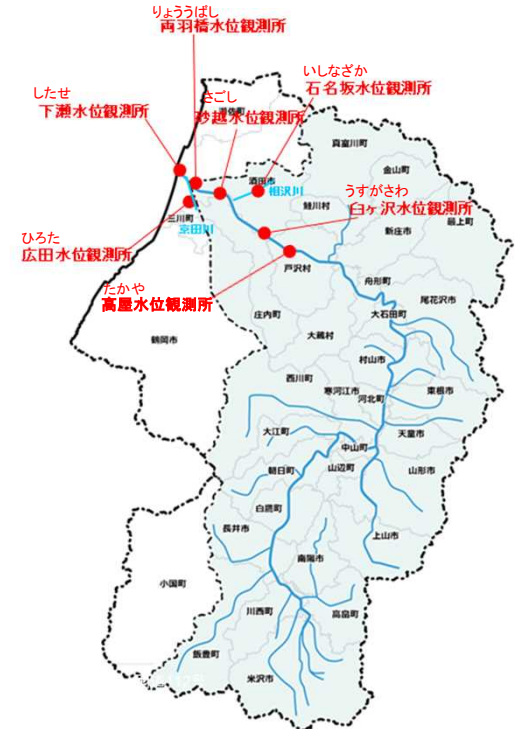 りょううばし
両羽橋水位観測所
いしなざか
石名坂水位観測所
したせ
下瀬水位観測所
さごし
砂越水位観測所
真室川町
金山町
酒田市
相沢川
鮭川村
うすがさわ
臼ヶ沢水位観測所
新庄市
最上町
三川町
京田川
ひろた
広田水位観測所
戸沢村
たかや
高屋水位観測所
舟形町
尾花沢市
庄内町
大石田町
鶴岡市
大蔵村
村山市
西川町
寒河江市
河北町
東根市
大江町
天童市
中山町
朝日町
山辺町
山形市
白鷹町
長井市
上山市
南陽市
小国町
川西町
高畠町
飯豊町
米沢市